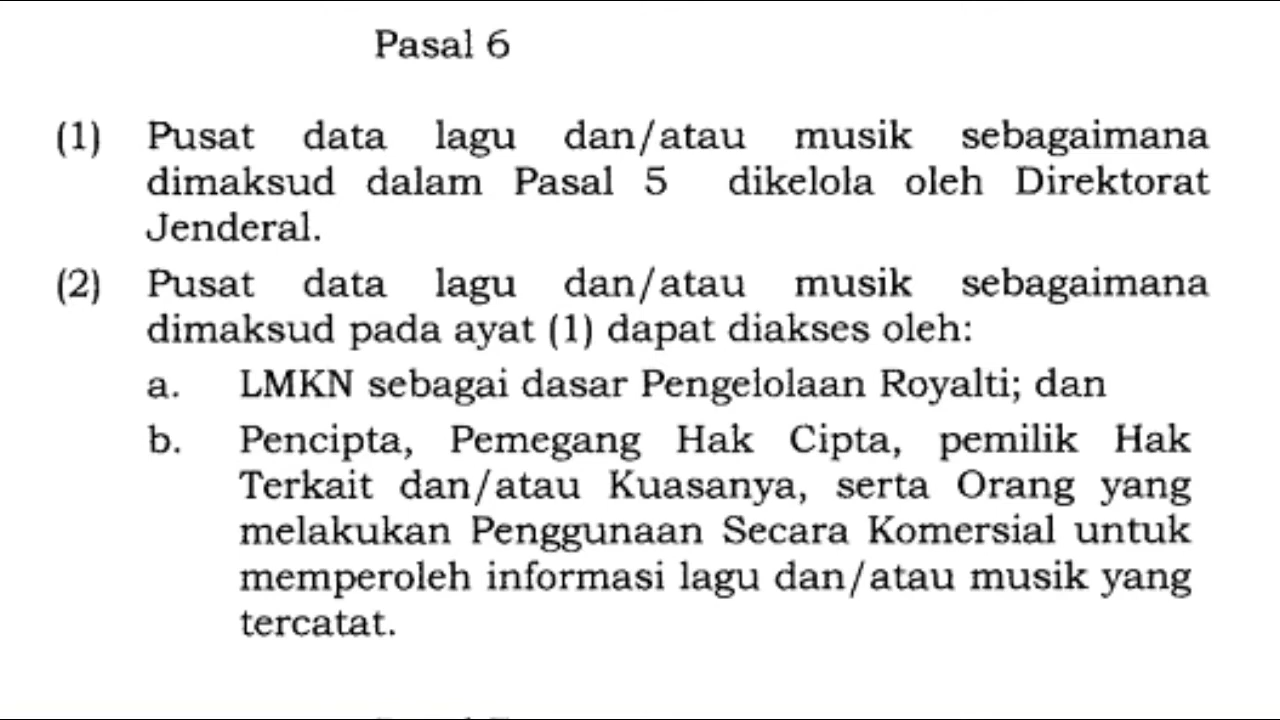 Pasal 6
(1) Pusat data lagu dan/atau musik sebagaimana
dimaksud dalam Pasal 5 dikelola oleh Direktorat
Jenderal.
(2) Pusat data lagu dan/atau musik sebagaimana
dimaksud pada ayat (1) dapat diakses oleh:
a. LMKN sebagai dasar Pengelolaan Royalti; dan
b. Pencipta, Pemegang Hak Cipta, pemilik Hak
Terkait dan/atau Kuasanya, serta Orang yang
melakukan Penggunaan Secara Komersial untuk
memperoleh informasi lagu dan/atau musik yang
tercatat.